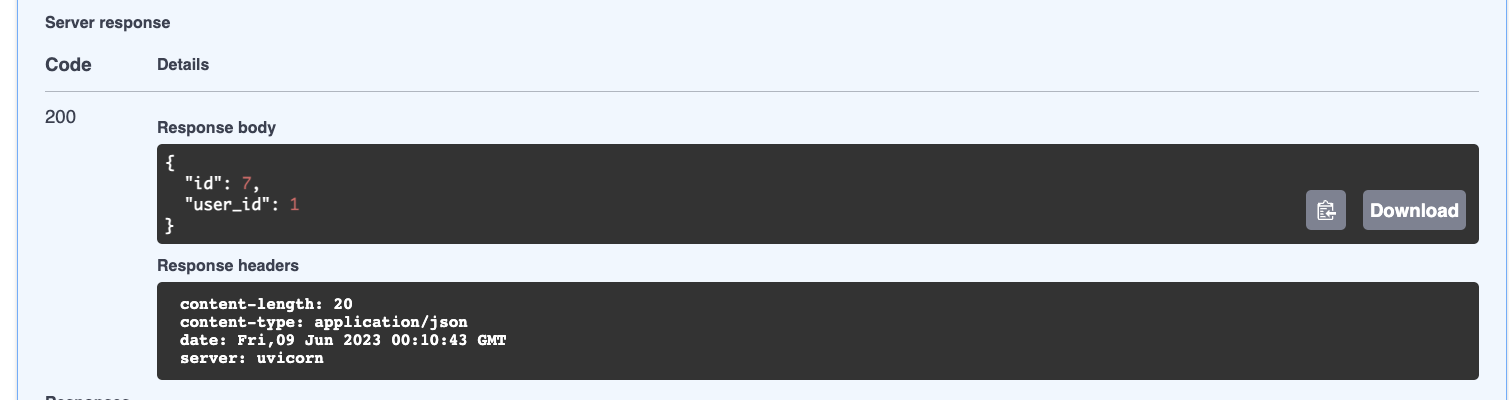 Server response
Code Details
200
Response body
{
  "id": 7,
  "user_id": 1
}
Download
Response headers
content-length: 20
content-type: application/json
date: Fri,09 Jun 2023 00:10:43 GMT
server: uvicorn
Responses